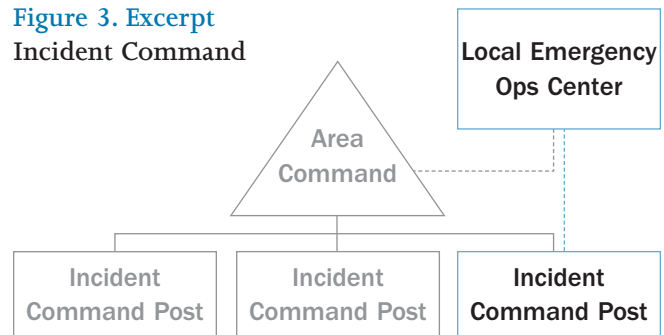 Figure 3. Excerpt
Incident Command
Local Emergency
Ops Center
Area
Command
Incident
Command Post
Incident
Command Post
Incident
Command Post